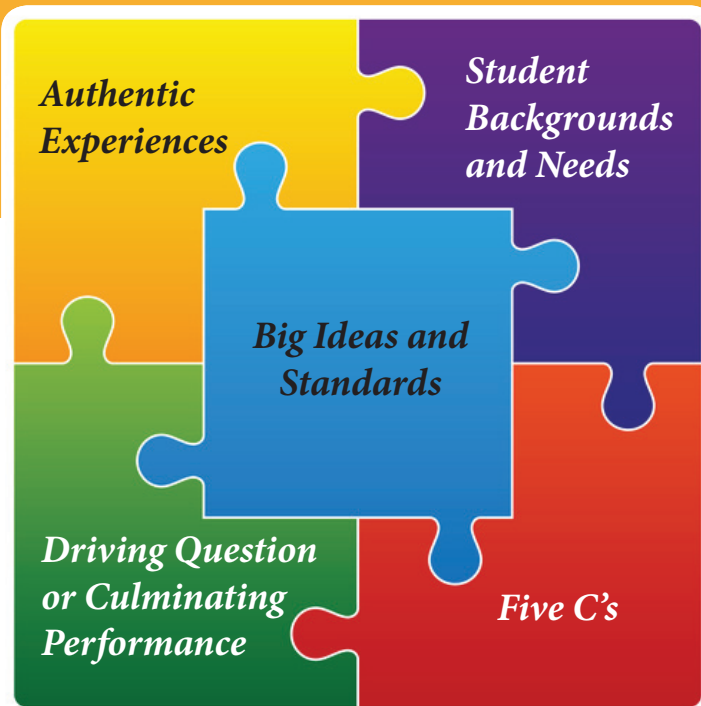 Authentic
Experiences
Student
Backgrounds
and Needs
Big Ideas and
Standards
Driving Question
or Culminating
Performance
Five C’s